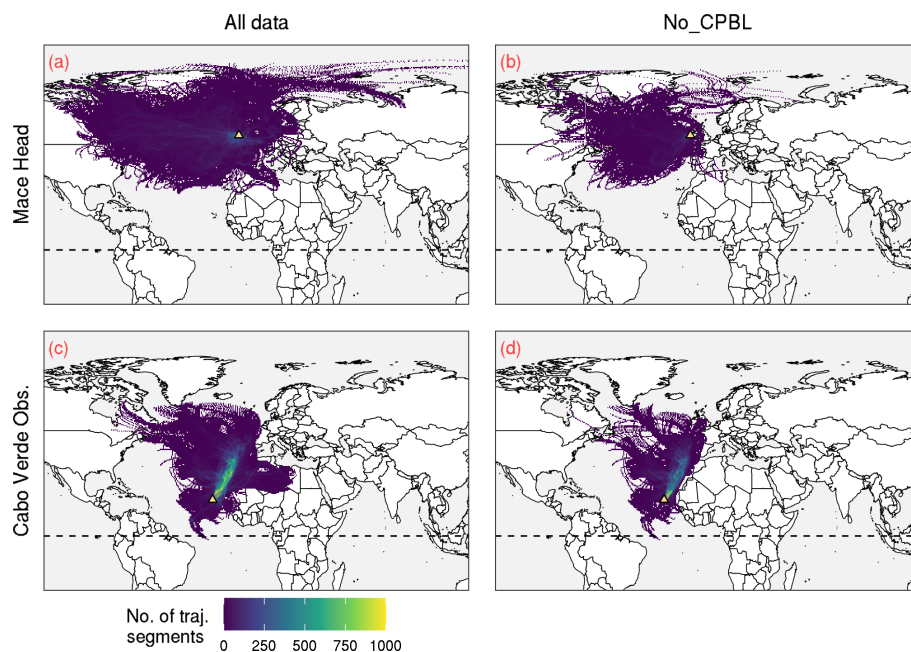 All data
No_CPBL
Mace Head
(a)
(b)
Cabo Verde Obs.
(c)
(d)
No. of traj.
segments
0 250 500 750 1000